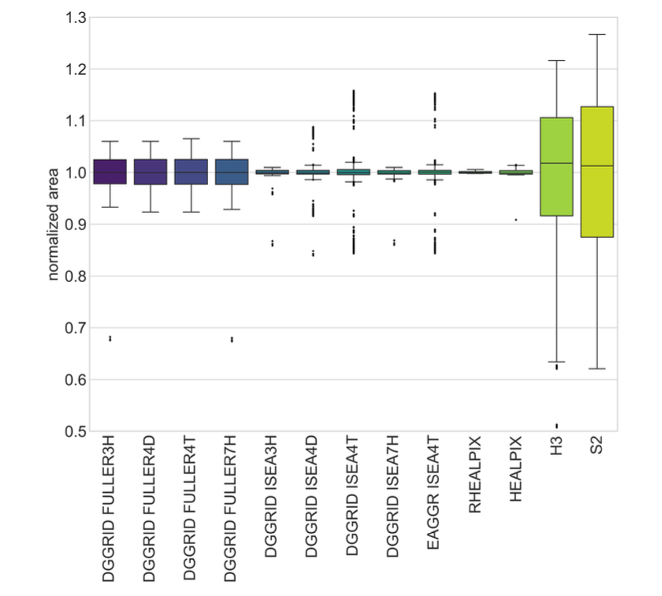 1.3
1.2
1.1
1.0
0.9
0.8
0.7
0.6
0.5
normalized area
DGGRID FULLER3H
DGGRID FULLER4D
DGGRID FULLER4T
DGGRID FULLER7H
DGGRID ISEA3H
DGGRID ISEA4D
DGGRID ISEA4T
DGGRID ISEA7H
EAGGR ISEA4T
RHEALPIX
HEALPIX
H3
S2